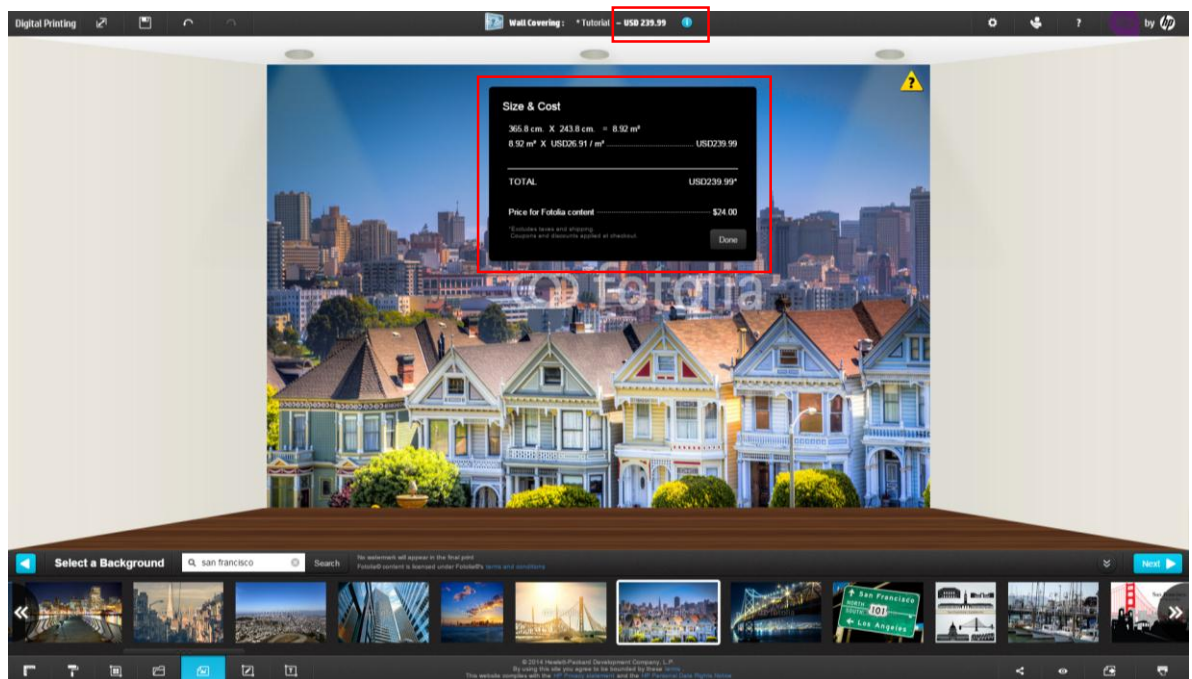 Digital Printing
Wall Covering : * Tutorial – USD 239.99
?
by hp
?
Size & Cost
365.8 cm. X 243.8 cm. = 8.92 m²
8.92 m² X USD26.91 / m² USD239.99
TOTAL USD239.99*
Price for Fotolia content $24.00
*Excludes taxes and shipping.
Coupons and discounts applied at checkout.
Done
fotolia
Select a Background
san francisco
Search
No watermark will appear in the final print
Fotolia® content is licensed under Fotolia®'s terms and conditions
Next
San Francisco
NORTH 101
SOUTH
Los Angeles
© 2014 Hewlett-Packard Development Company, L.P.
By using this site you agree to be bounded by these terms.
This website complies with the HP Privacy statement and the HP Personal Data Rights Notice